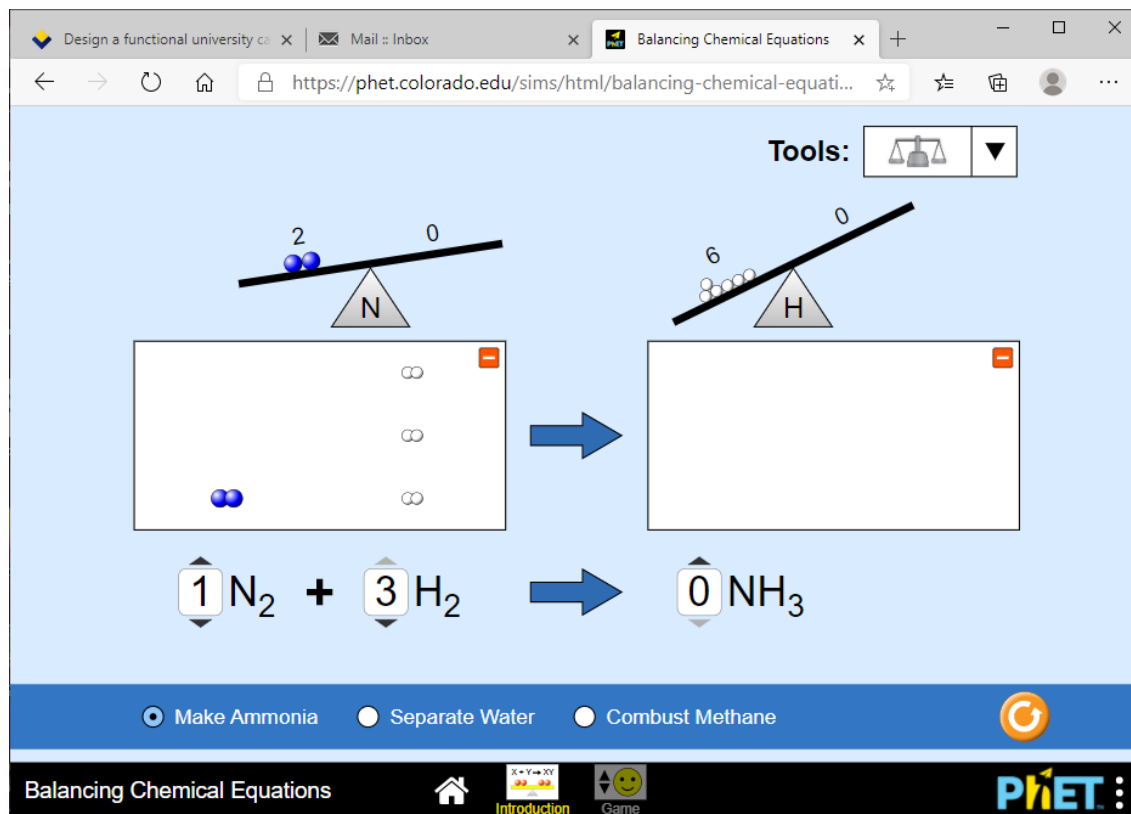 Design a functional university ca
Mail :: Inbox
Balancing Chemical Equations
https://phet.colorado.edu/sims/html/balancing-chemical-equati...
Tools:
2 0
6 0
N
H
1 N₂ + 3 H₂ 0 NH₃
Make Ammonia
Separate Water
Combust Methane
Balancing Chemical Equations
X + Y → XY
Introduction
Game
PhET